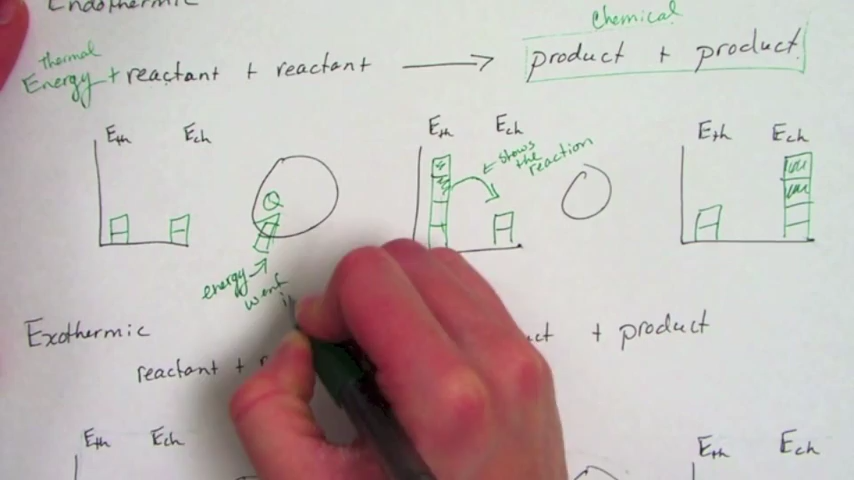 Endothermic
Chemical
Thermal
Energy + reactant + reactant → product + product
Eth Ech
Eth Ech
Eth Ech
shows
the
reaction
Q
energy
went
Exothermic
+ product
reactant +
Eth Ech
Eth Ech